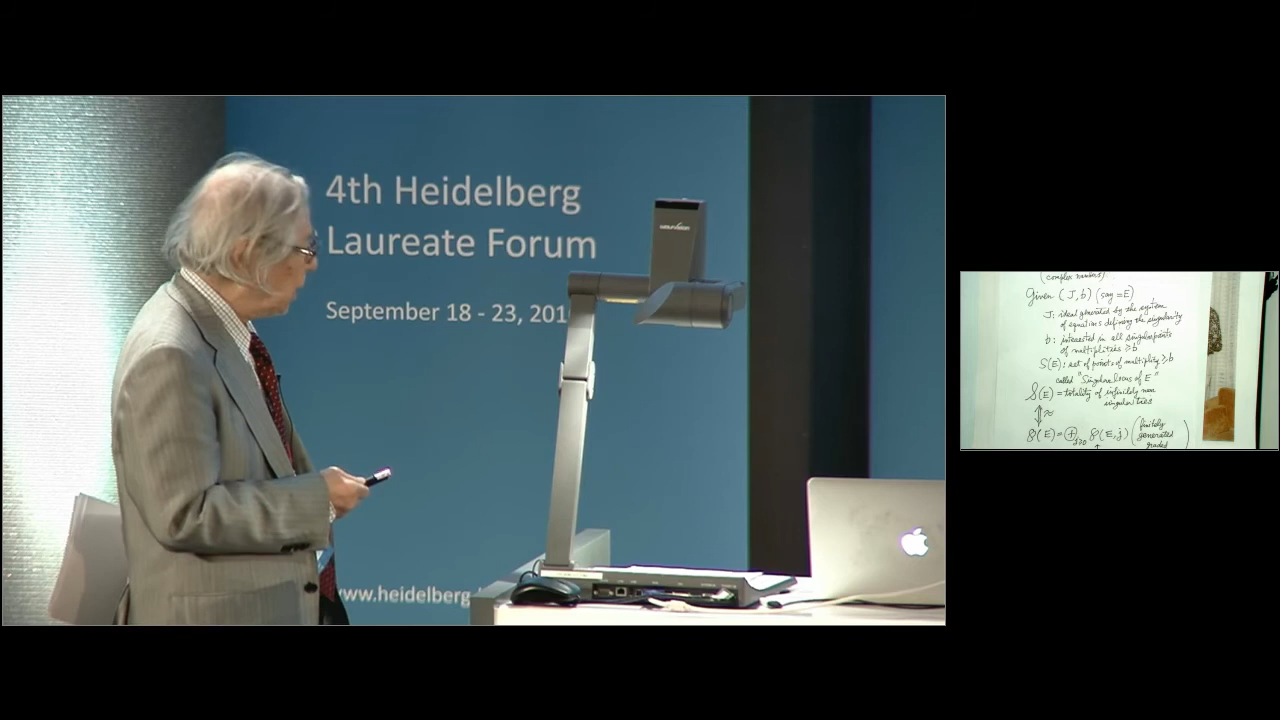 4th Heidelberg
Laureate Forum
September 18 - 23, 201
www.heidelberg-
complex numbers)
Given (J, b) (say =E)
J: ideal generated by the system
of equations defining the singularity
b: interested in all singular points
of multiplicities ≥ b
S(E): set of points of multiplicity ≥ b
called "Singular locus of E"
(E) = totality of infinitely near
singularities
(E) = ⊕ (E, j) (finitely
generated
graded